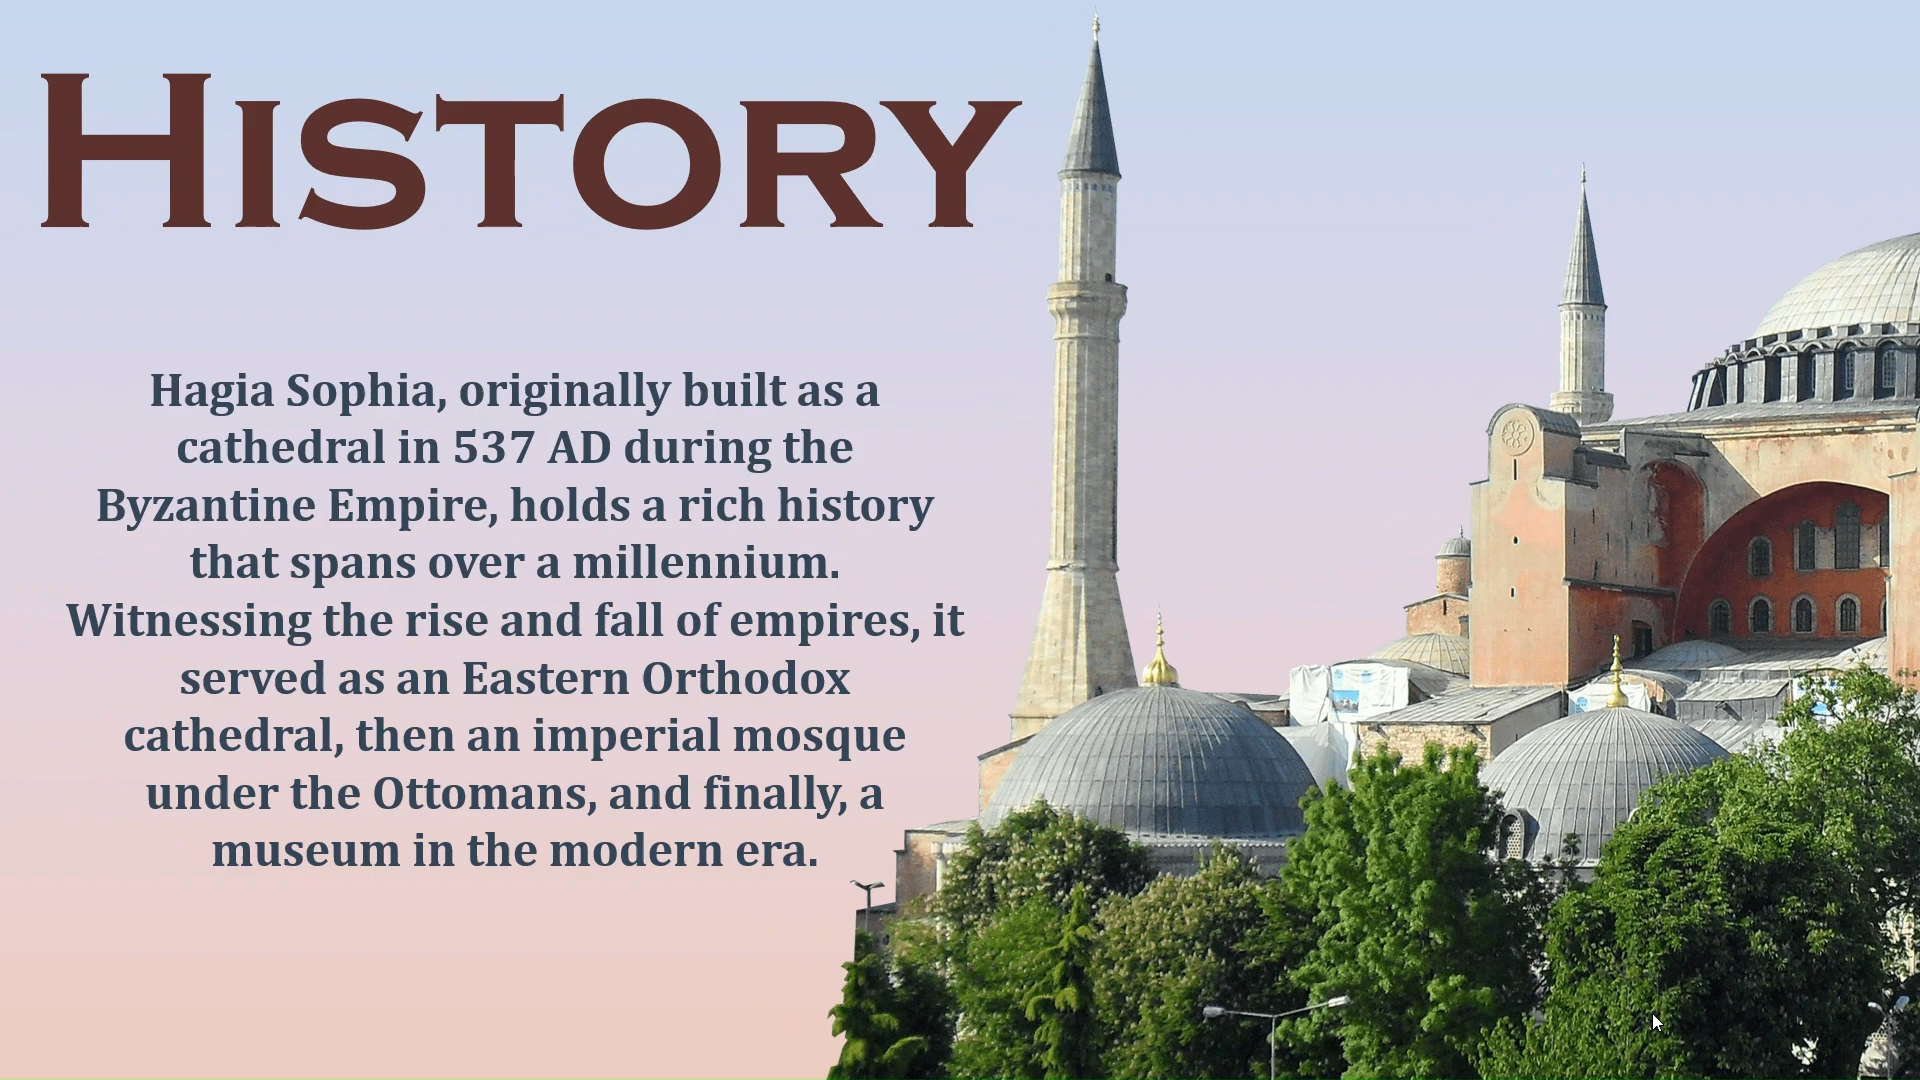 History
Hagia Sophia, originally built as a
cathedral in 537 AD during the
Byzantine Empire, holds a rich history
that spans over a millennium.
Witnessing the rise and fall of empires, it
served as an Eastern Orthodox
cathedral, then an imperial mosque
under the Ottomans, and finally, a
museum in the modern era.